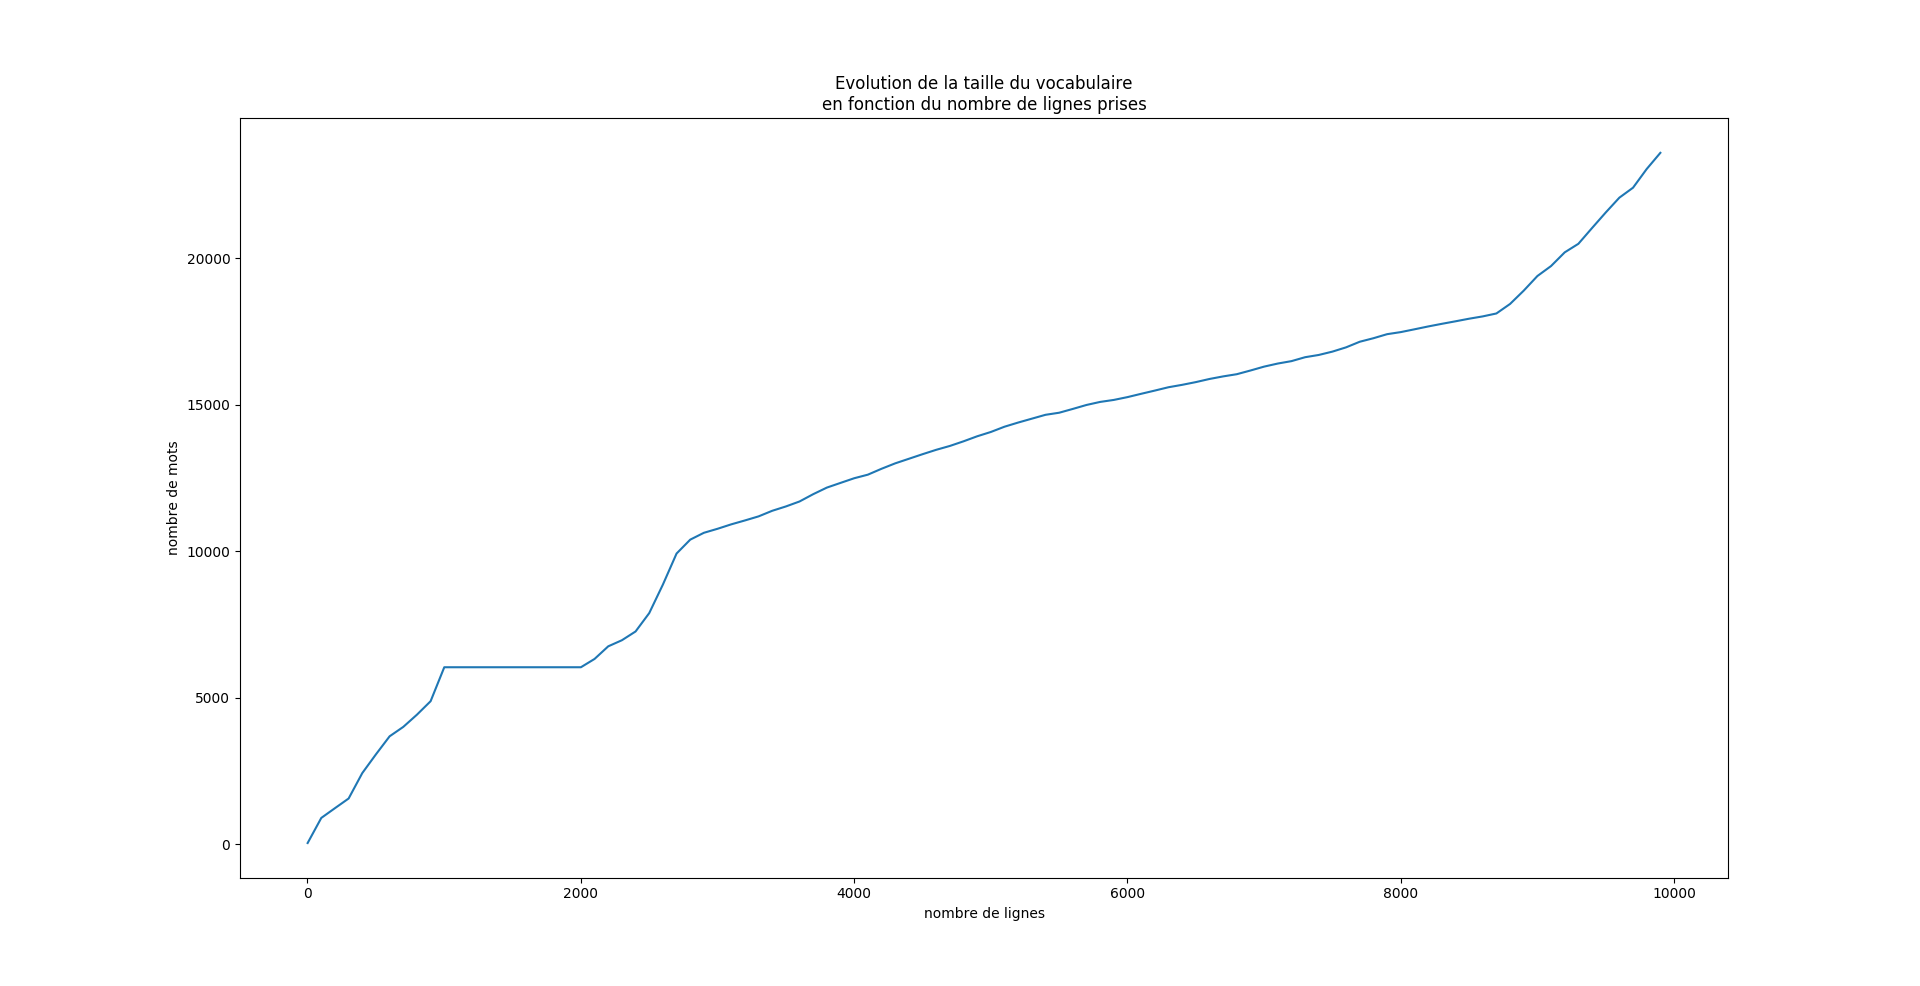 Evolution de la taille du vocabulaire
en fonction du nombre de lignes prises
20000
15000
10000
5000
0
nombre de mots
0 2000 4000 6000 8000 10000
nombre de lignes